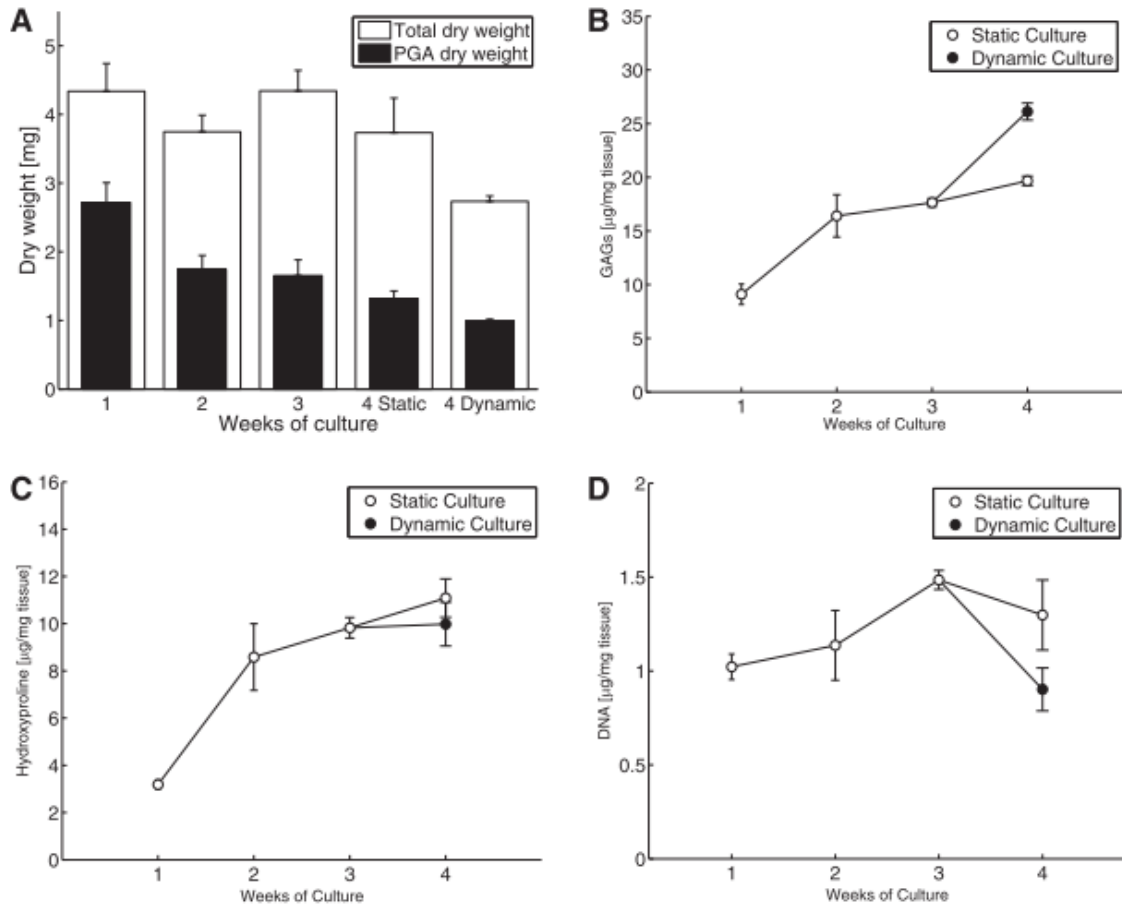 A
Total dry weight
PGA dry weight
5
4
3
2
1
0
Dry weight [mg]
1 2 3 4 Static 4 Dynamic
Weeks of culture
B
Static Culture
Dynamic Culture
35
30
25
20
15
10
5
0
GAGs [µg/mg tissue]
1 2 3 4
Weeks of Culture
C
Static Culture
Dynamic Culture
16
14
12
10
8
6
4
2
0
Hydroxyproline [µg/mg tissue]
1 2 3 4
Weeks of Culture
D
Static Culture
Dynamic Culture
2
1.5
1
0.5
0
DNA [µg/mg tissue]
1 2 3 4
Weeks of Culture